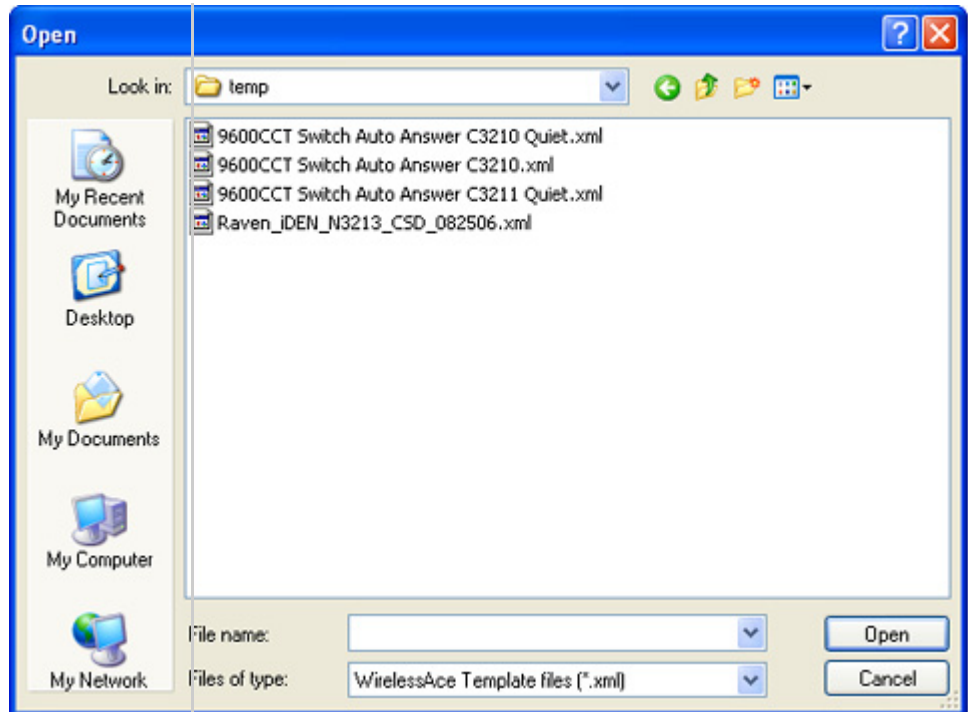 Open
Look in:
temp
9600CCT Switch Auto Answer C3210 Quiet.xml
9600CCT Switch Auto Answer C3210.xml
9600CCT Switch Auto Answer C3211 Quiet.xml
Raven_iDEN_N3213_CSD_082506.xml
My Recent
Documents
Desktop
My Documents
My Computer
My Network
File name:
Open
Files of type:
WirelessAce Template files (*.xml)
Cancel